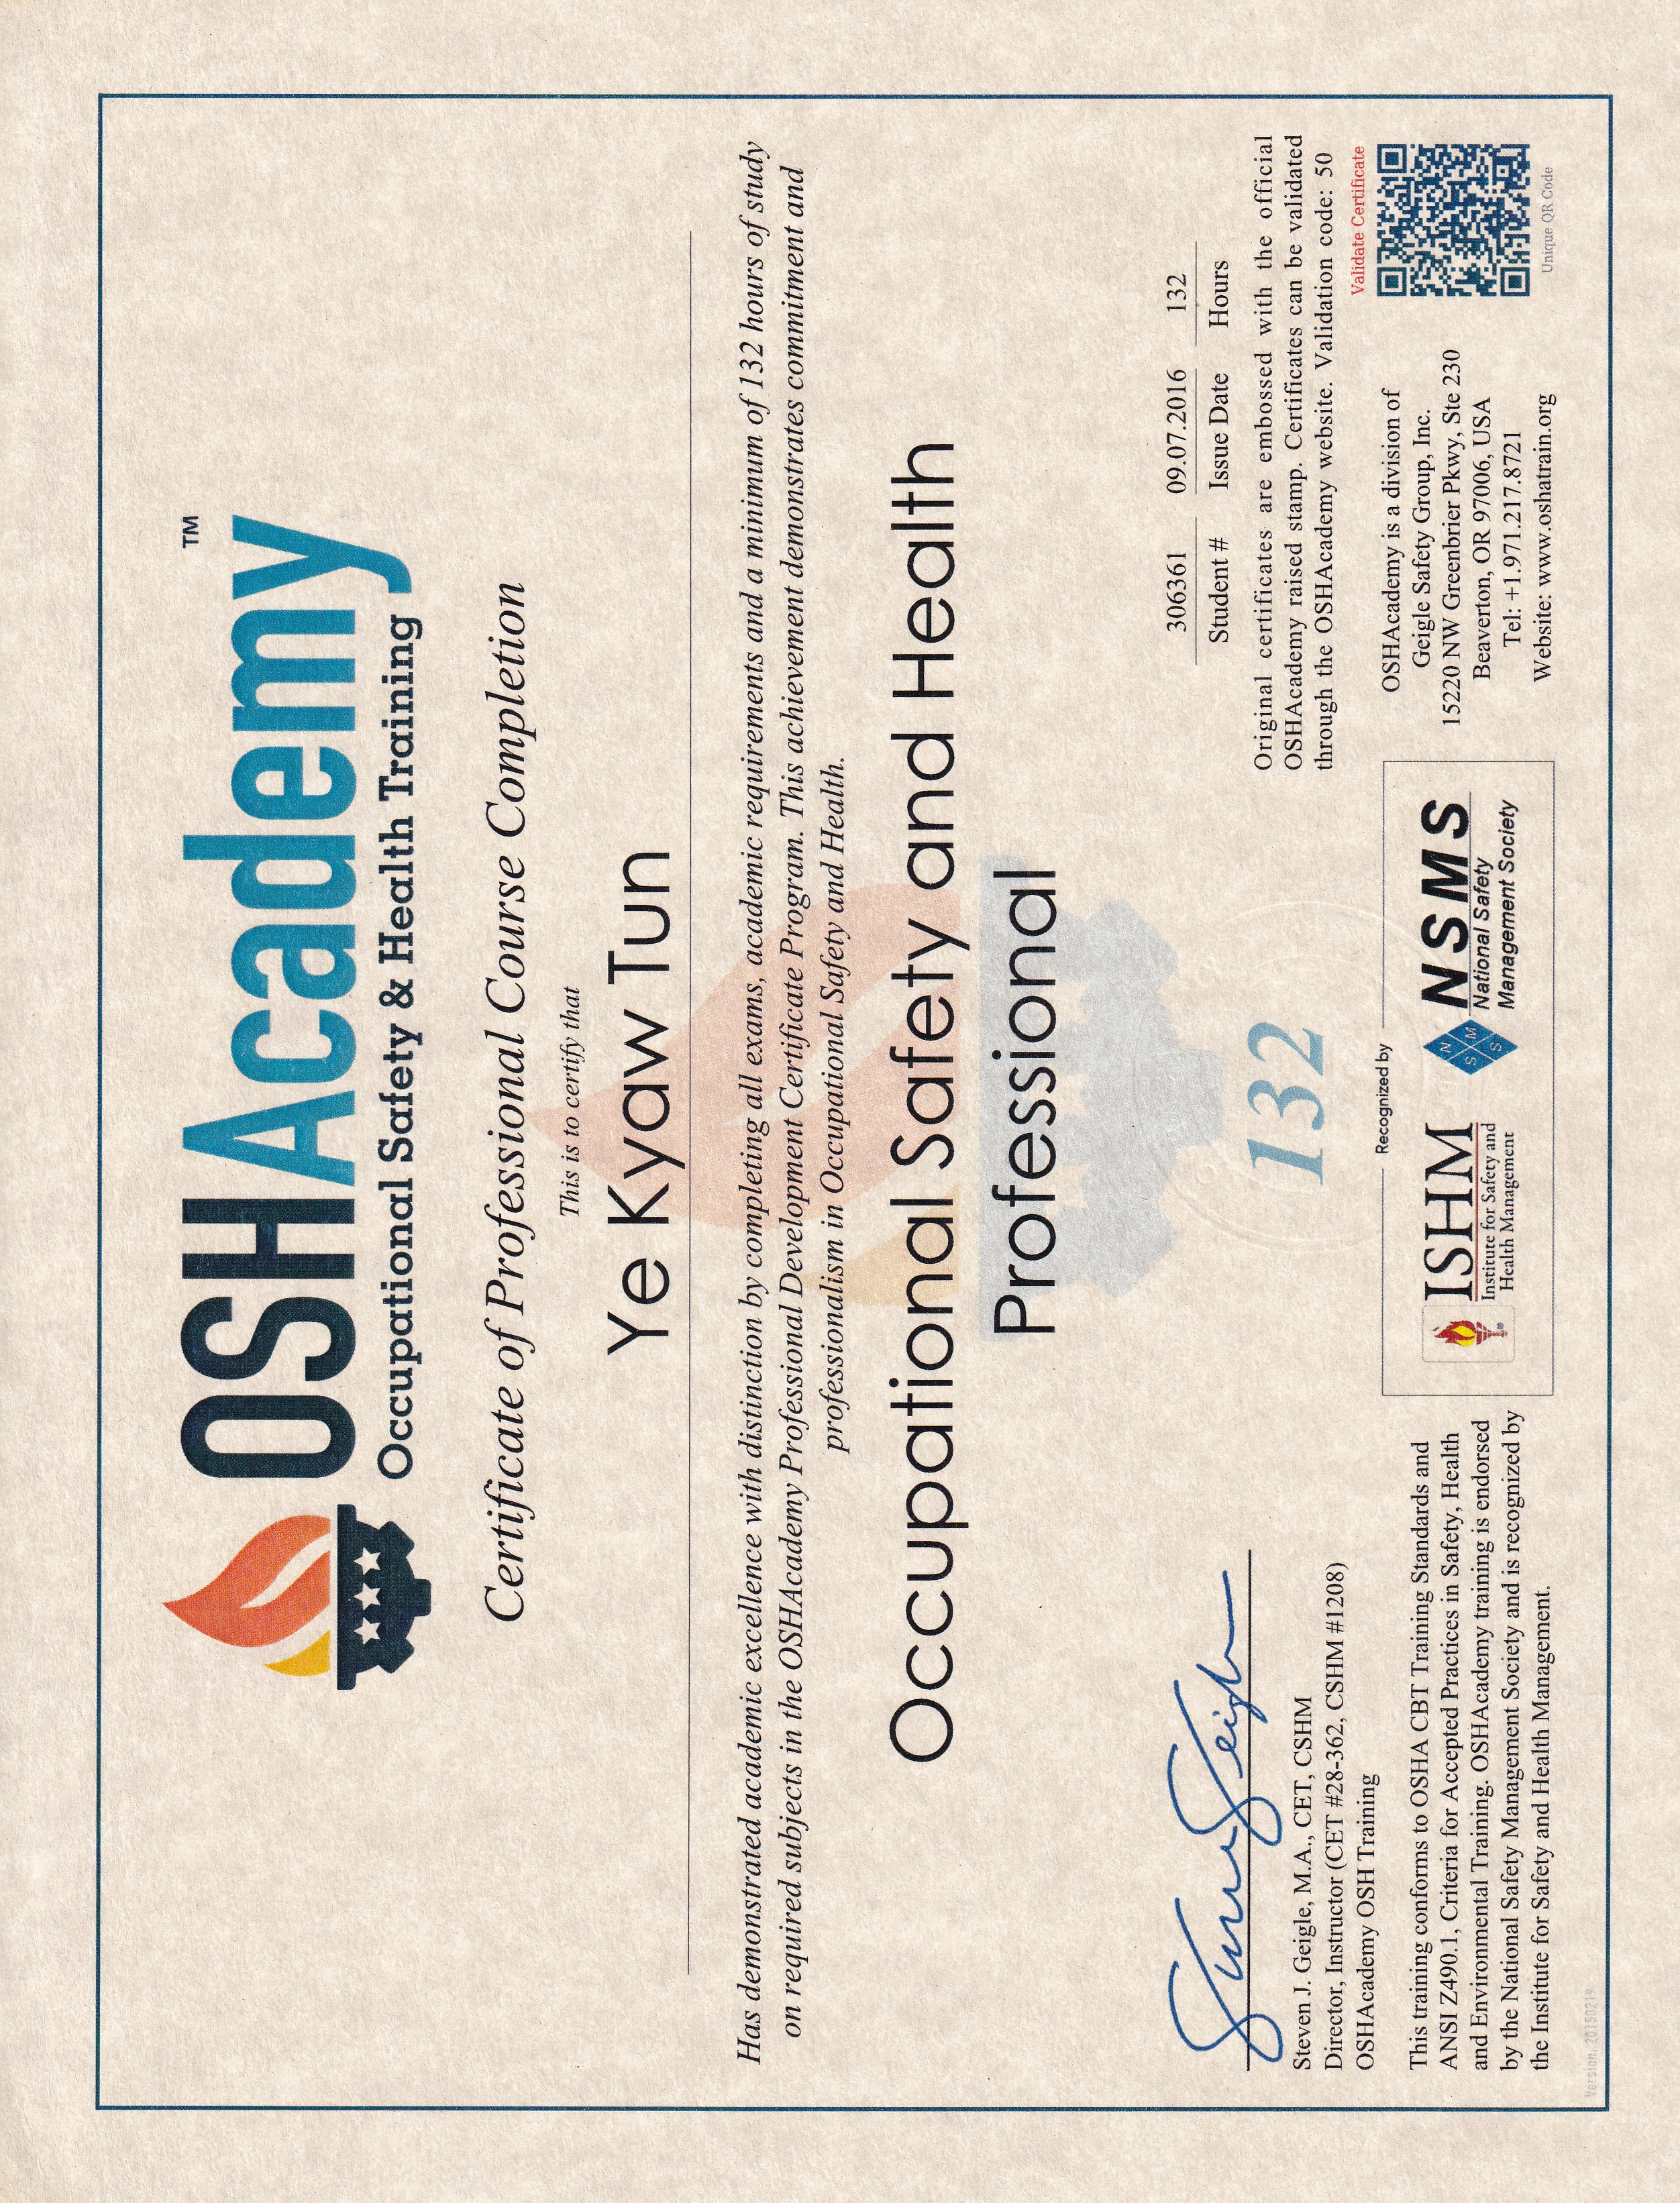 OSHAcademy™
Occupational Safety & Health Training
Certificate of Professional Course Completion
This is to certify that
Ye Kyaw Tun
Has demonstrated academic excellence with distinction by completing all exams, academic requirements and a minimum of 132 hours of study
on required subjects in the OSHAcademy Professional Development Certificate Program. This achievement demonstrates commitment and
professionalism in Occupational Safety and Health.
Occupational Safety and Health
Professional
Steven J. Geigle, M.A., CET, CSHM
Director, Instructor (CET #28-362, CSHM #1208)
OSHAcademy OSH Training
This training conforms to OSHA CBT Training Standards and
ANSI Z490.1, Criteria for Accepted Practices in Safety, Health
and Environmental Training. OSHAcademy training is endorsed
by the National Safety Management Society and is recognized by
the Institute for Safety and Health Management.
Version. 20150219
132
Recognized by
ISHM
Institute for Safety and
Health Management
N S M S
NSMS
National Safety
Management Society
306361 09.07.2016 132
Student # Issue Date Hours
Original certificates are embossed with the official
OSHAcademy raised stamp. Certificates can be validated
through the OSHAcademy website. Validation code: 50
Validate Certificate
OSHAcademy is a division of
Geigle Safety Group, Inc.
15220 NW Greenbrier Pkwy, Ste 230
Beaverton, OR 97006, USA
Tel: +1.971.217.8721
Website: www.oshatrain.org
Unique QR Code